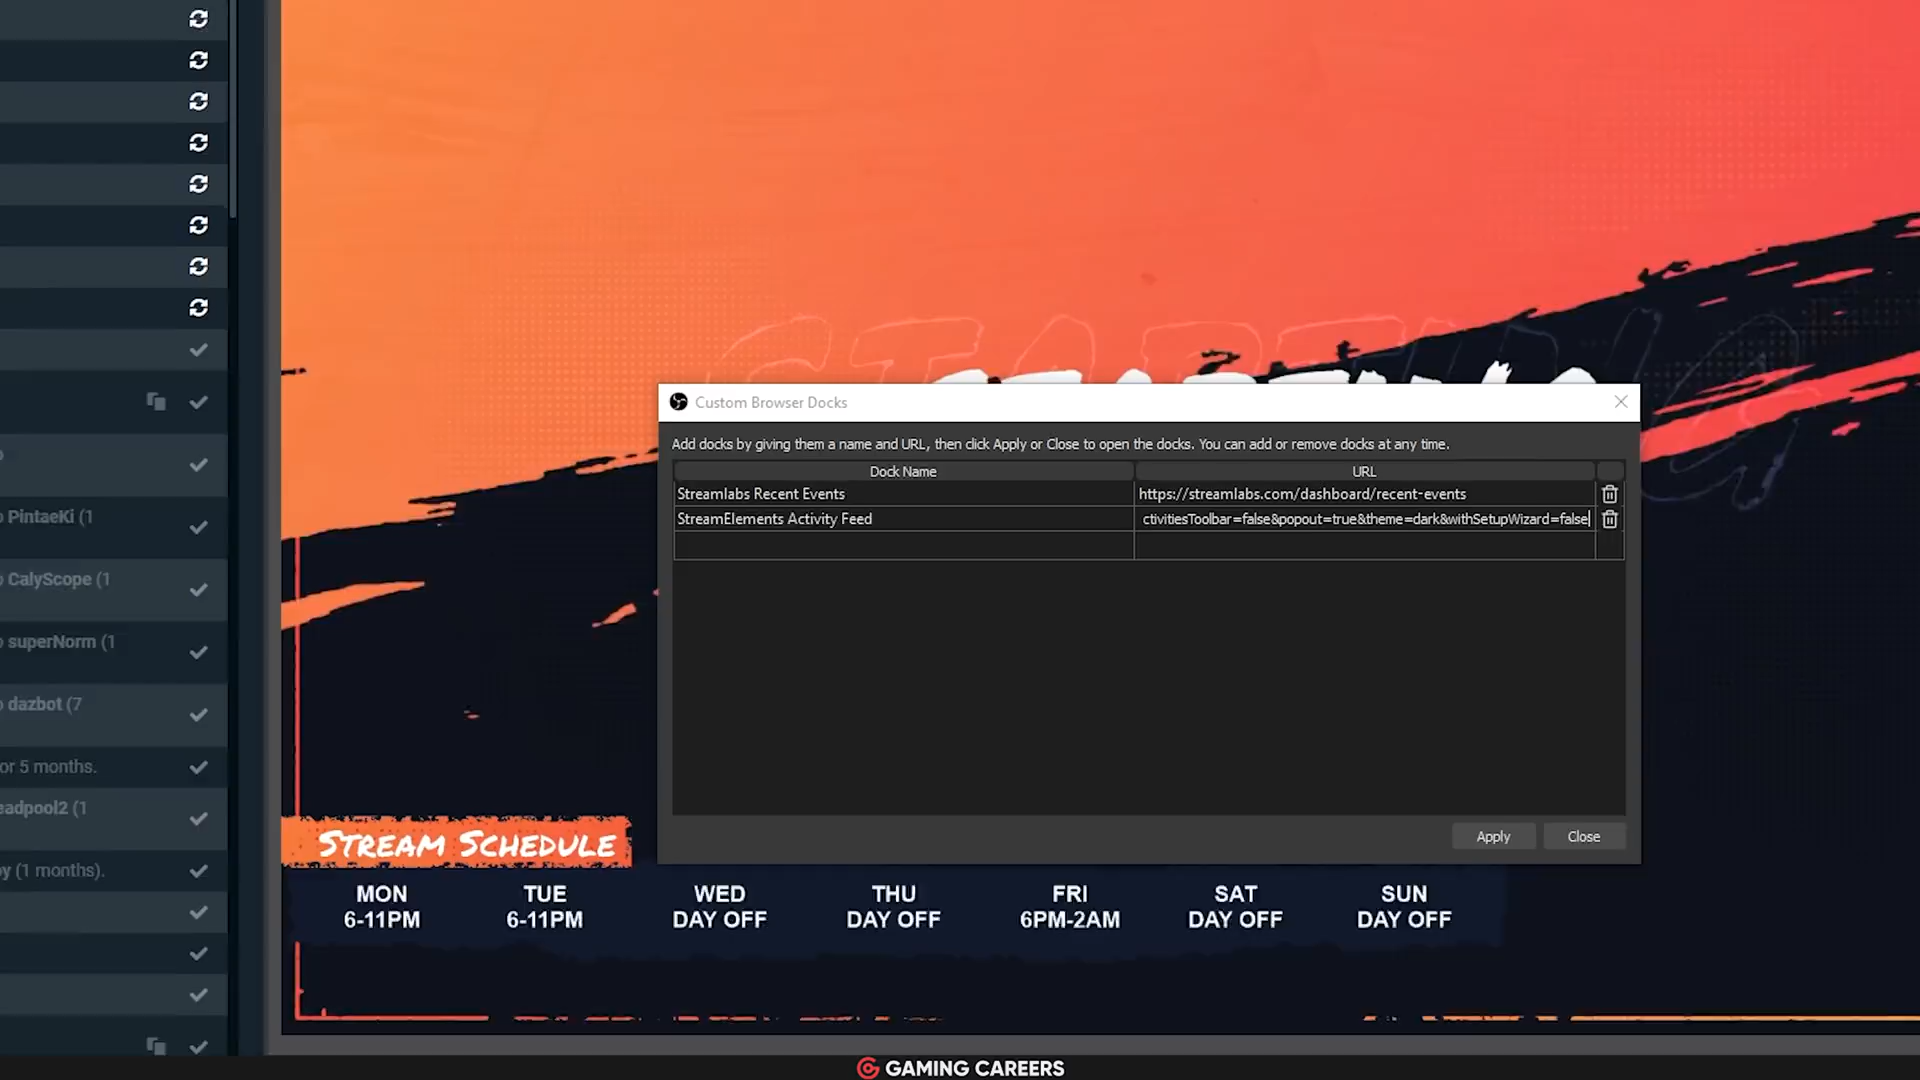 PintaeKi (1
CalyScope (1
superNorm (1
dazbot (7
or 5 months.
eadpool2 (1
y (1 months).
STARTING
Custom Browser Docks
Add docks by giving them a name and URL, then click Apply or Close to open the docks. You can add or remove docks at any time.
Dock Name URL
Streamlabs Recent Events https://streamlabs.com/dashboard/recent-events
StreamElements Activity Feed ctivitiesToolbar=false&popout=true&theme=dark&withSetupWizard=false
Apply Close
STREAM SCHEDULE
MON TUE WED THU FRI SAT SUN
6-11PM 6-11PM DAY OFF DAY OFF 6PM-2AM DAY OFF DAY OFF
GAMING CAREERS